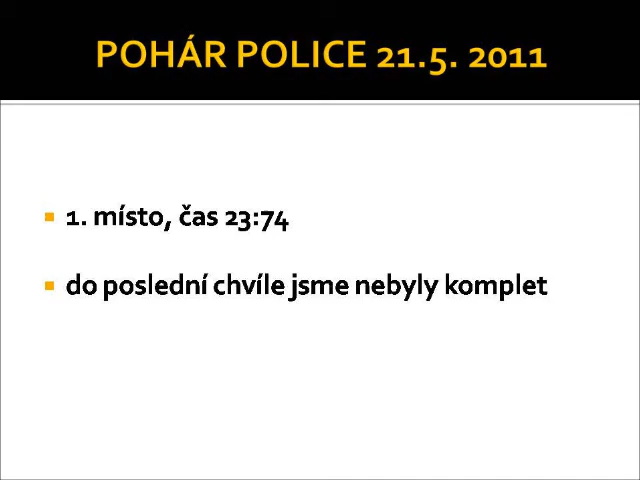 POHÁR POLICE 21.5. 2011
1. místo, čas 23:74
do poslední chvíle jsme nebyly komplet